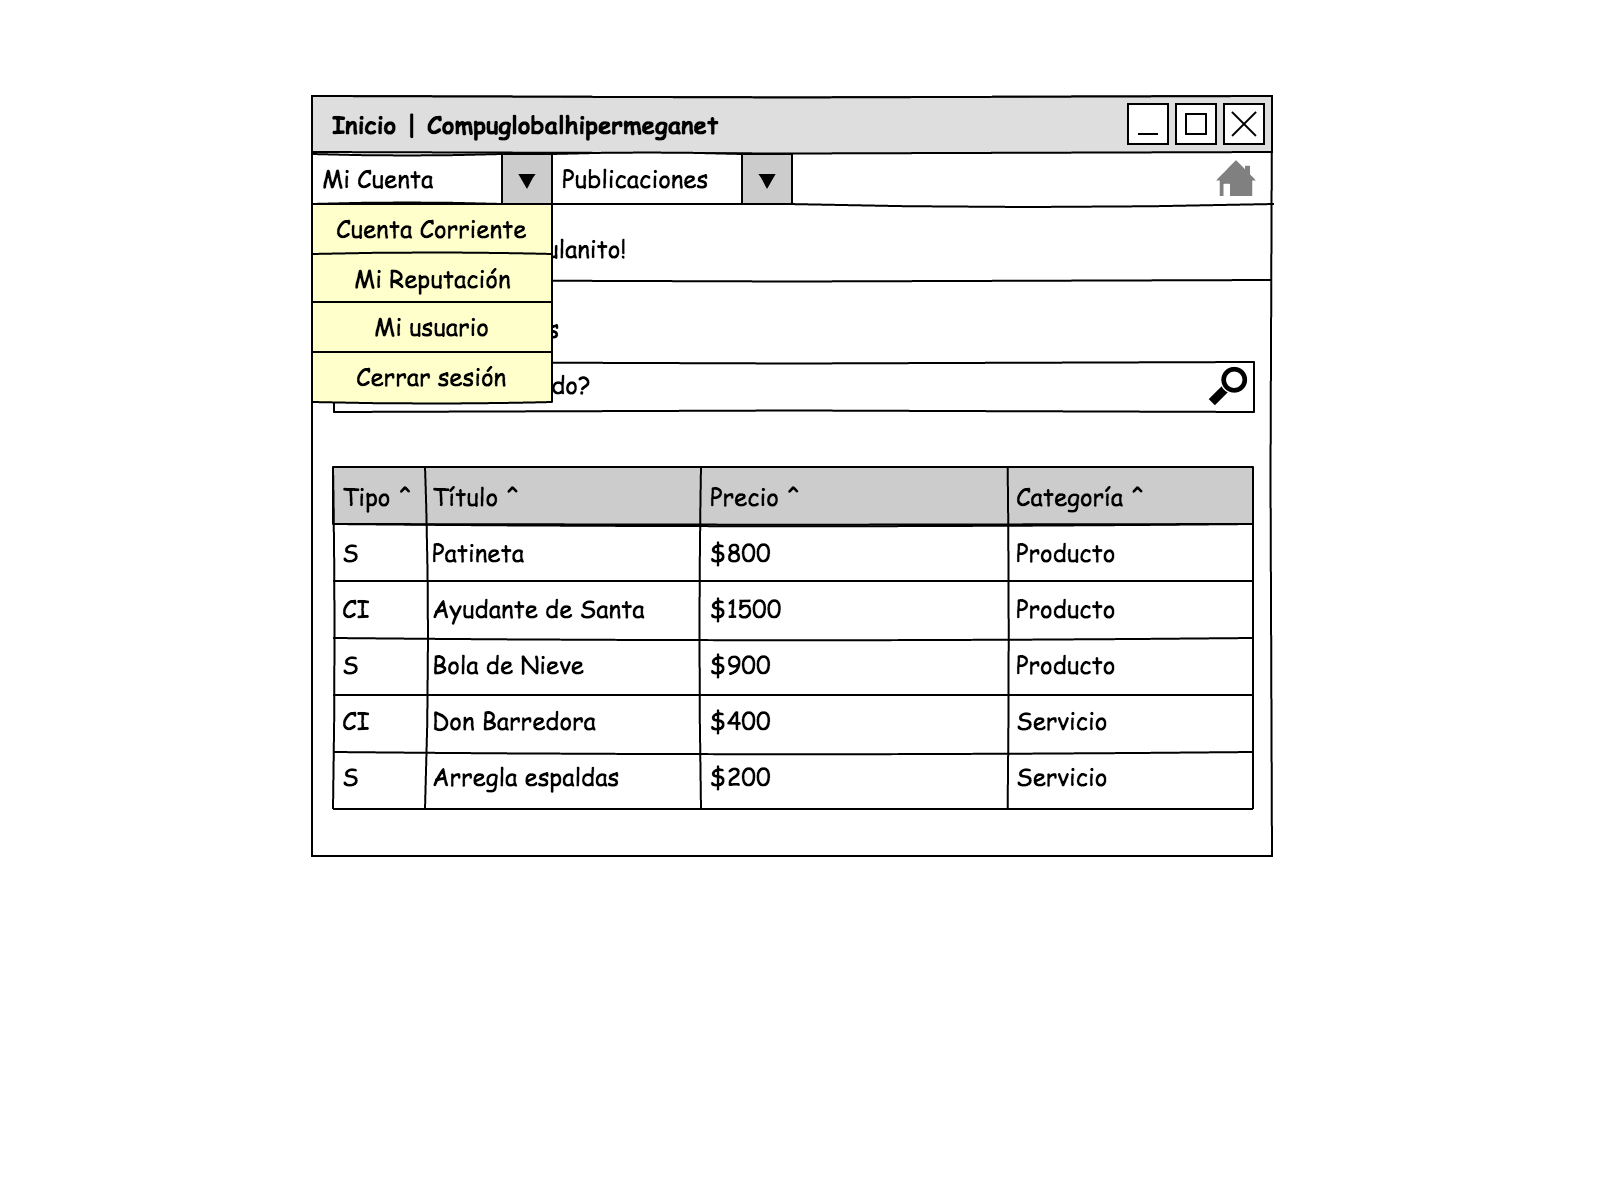 Inicio | Compuglobalhipermeganet
Mi Cuenta ▼ Publicaciones ▼
Cuenta Corriente
ulanito!
Mi Reputación
Mi usuario
s
Cerrar sesión
do?
Tipo ^ Título ^ Precio ^ Categoría ^
S Patineta $800 Producto
CI Ayudante de Santa $1500 Producto
S Bola de Nieve $900 Producto
CI Don Barredora $400 Servicio
S Arregla espaldas $200 Servicio